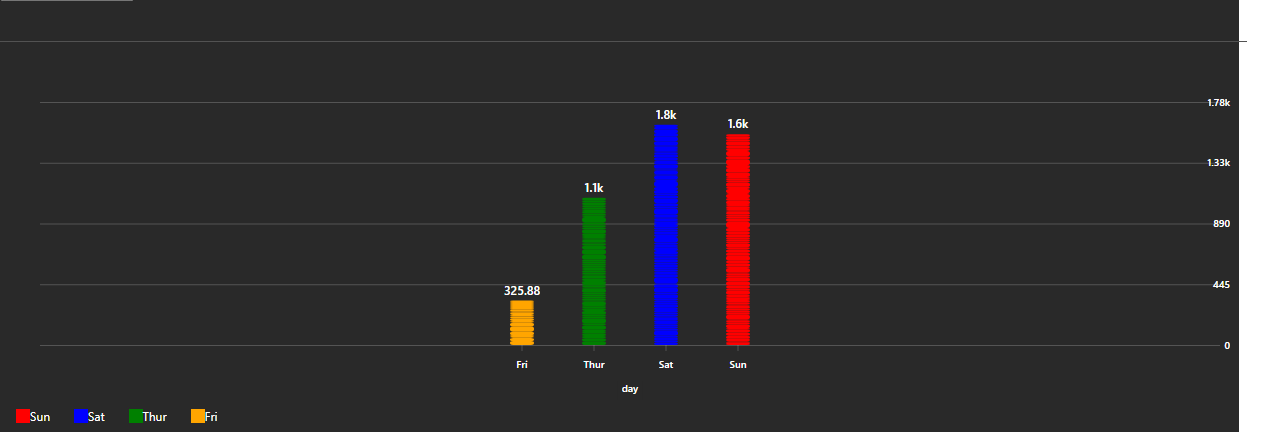 1.78k
1.8k
1.6k
1.33k
1.1k
890
325.88
445
0
Fri Thur Sat Sun
day
Sun Sat Thur Fri